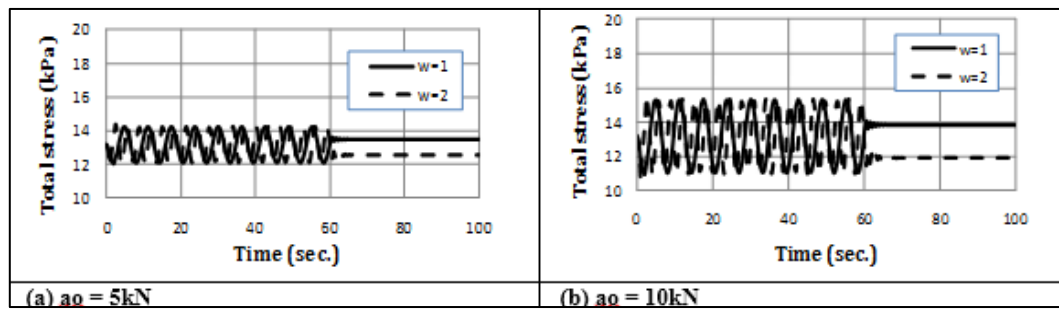 20
18
16
14
12
10
Total stress (kPa)
w=1
w=2
0 20 40 60 80 100
Time (sec.)
(a) ao = 5kN
20
18
16
14
12
10
Total stress (kPa)
w=1
w=2
0 20 40 60 80 100
Time (sec.)
(b) ao = 10kN